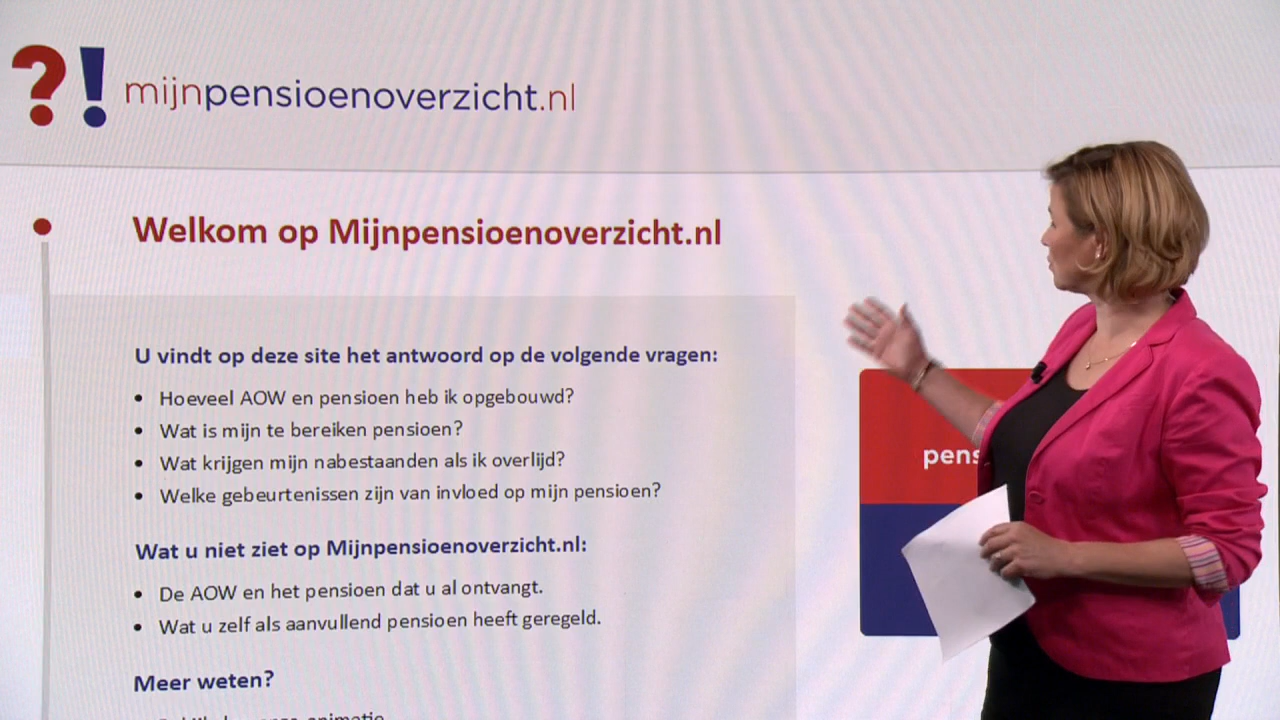 ?! mijnpensioenoverzicht.nl
Welkom op Mijnpensioenoverzicht.nl
U vindt op deze site het antwoord op de volgende vragen:
• Hoeveel AOW en pensioen heb ik opgebouwd?
• Wat is mijn te bereiken pensioen?
• Wat krijgen mijn nabestaanden als ik overlijd?
• Welke gebeurtenissen zijn van invloed op mijn pensioen?
Wat u niet ziet op Mijnpensioenoverzicht.nl:
• De AOW en het pensioen dat u al ontvangt.
• Wat u zelf als aanvullend pensioen heeft geregeld.
pens
Meer weten?
animatie